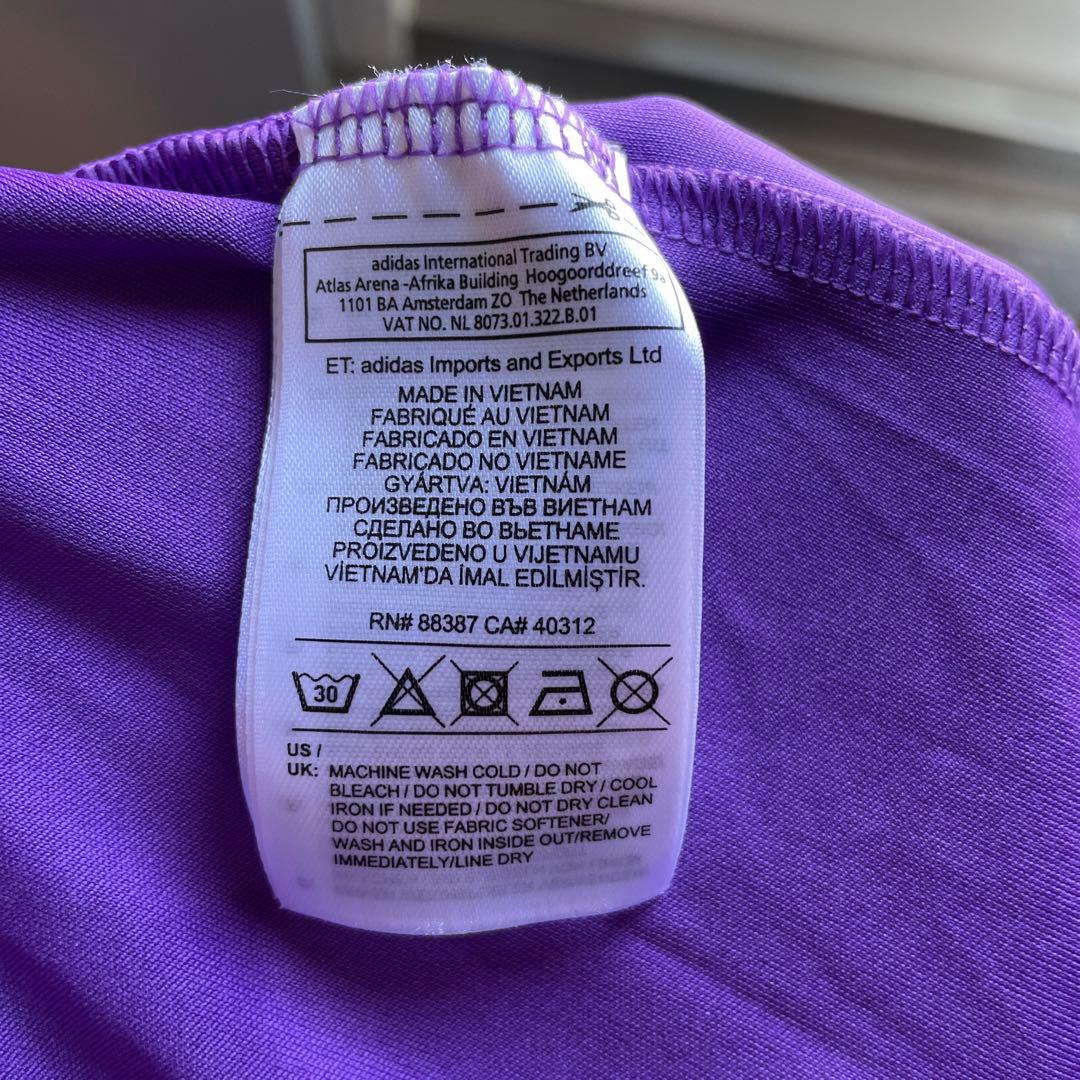 adidas International Trading BV
Atlas Arena -Afrika Building Hoogoorddreef 9a
1101 BA Amsterdam ZO The Netherlands
VAT NO. NL 8073.01.322.B.01
ET: adidas Imports and Exports Ltd
MADE IN VIETNAM
FABRIQUÉ AU VIETNAM
FABRICADO EN VIETNAM
FABRICADO NO VIETNAME
GYÁRTVA: VIETNÁM
ПРОИЗВЕДЕНО ВЪВ ВИЕТНАМ
СДЕЛАНО ВО ВЬЕТНАМЕ
PROIZVEDENO U VIJETNAMU
VİETNAM'DA İMAL EDİLMİŞTİR.
RN# 88387 CA# 40312
30
US /
UK: MACHINE WASH COLD / DO NOT
BLEACH / DO NOT TUMBLE DRY / COOL
IRON IF NEEDED / DO NOT DRY CLEAN
DO NOT USE FABRIC SOFTENER/
WASH AND IRON INSIDE OUT/REMOVE
IMMEDIATELY/LINE DRY